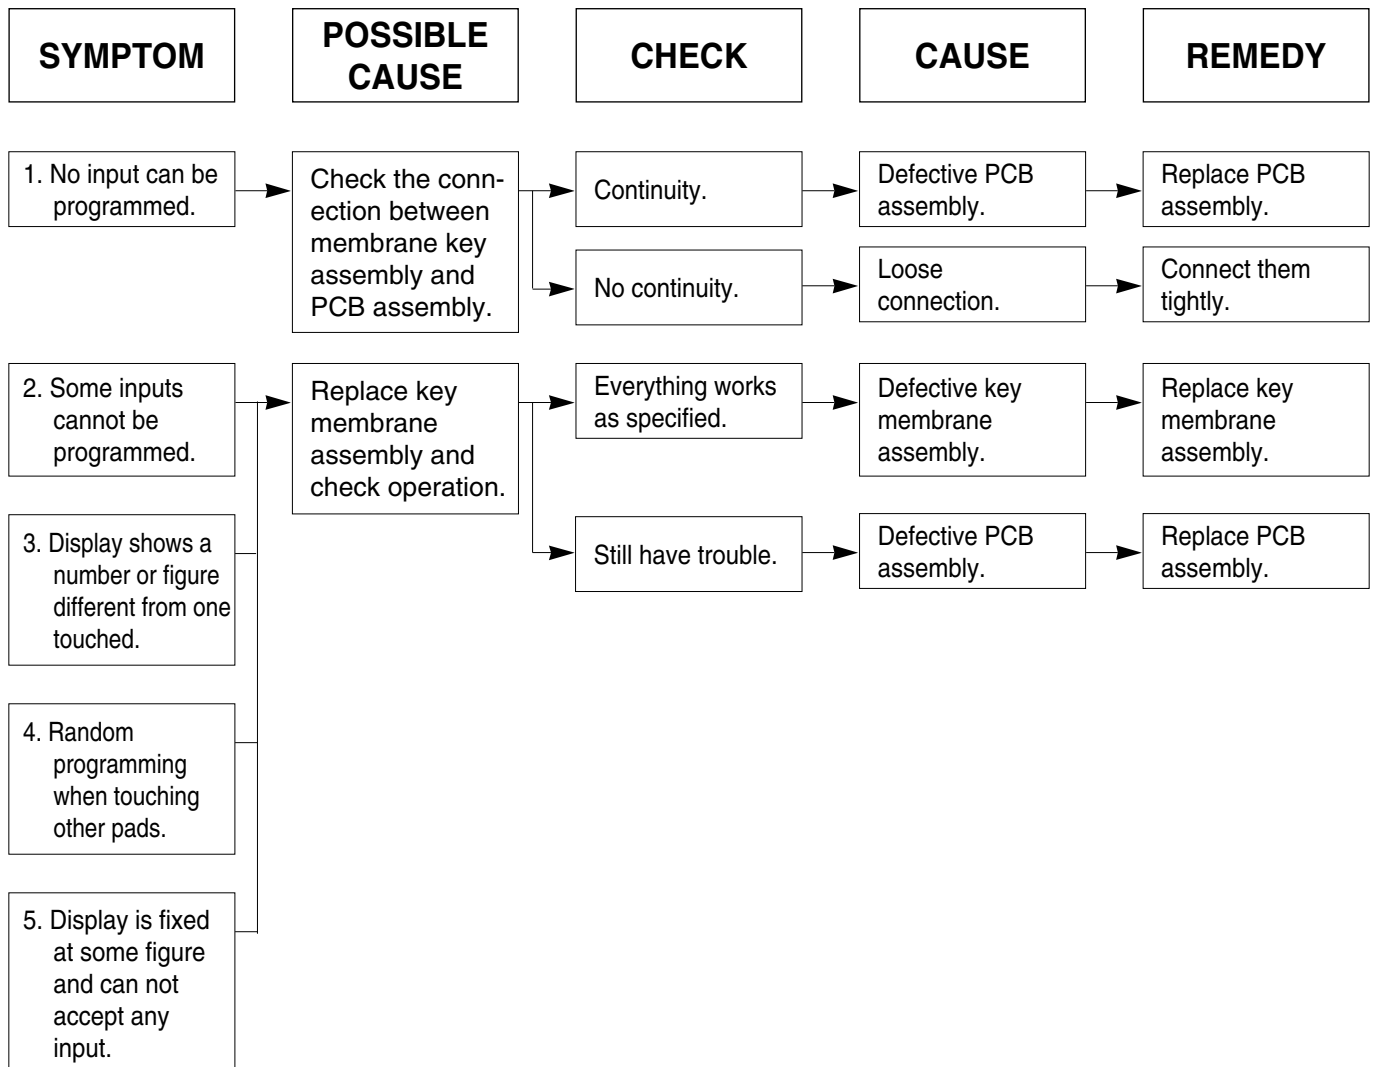 SYMPTOM
POSSIBLE
CAUSE
CHECK
CAUSE
REMEDY
1. No input can be
programmed.
Check the conn-
ection between
membrane key
assembly and
PCB assembly.
Continuity.
Defective PCB
assembly.
Replace PCB
assembly.
No continuity.
Loose
connection.
Connect them
tightly.
2. Some inputs
cannot be
programmed.
Replace key
membrane
assembly and
check operation.
Everything works
as specified.
Defective key
membrane
assembly.
Replace key
membrane
assembly.
3. Display shows a
number or figure
different from one
touched.
Still have trouble.
Defective PCB
assembly.
Replace PCB
assembly.
4. Random
programming
when touching
other pads.
5. Display is fixed
at some figure
and can not
accept any
input.